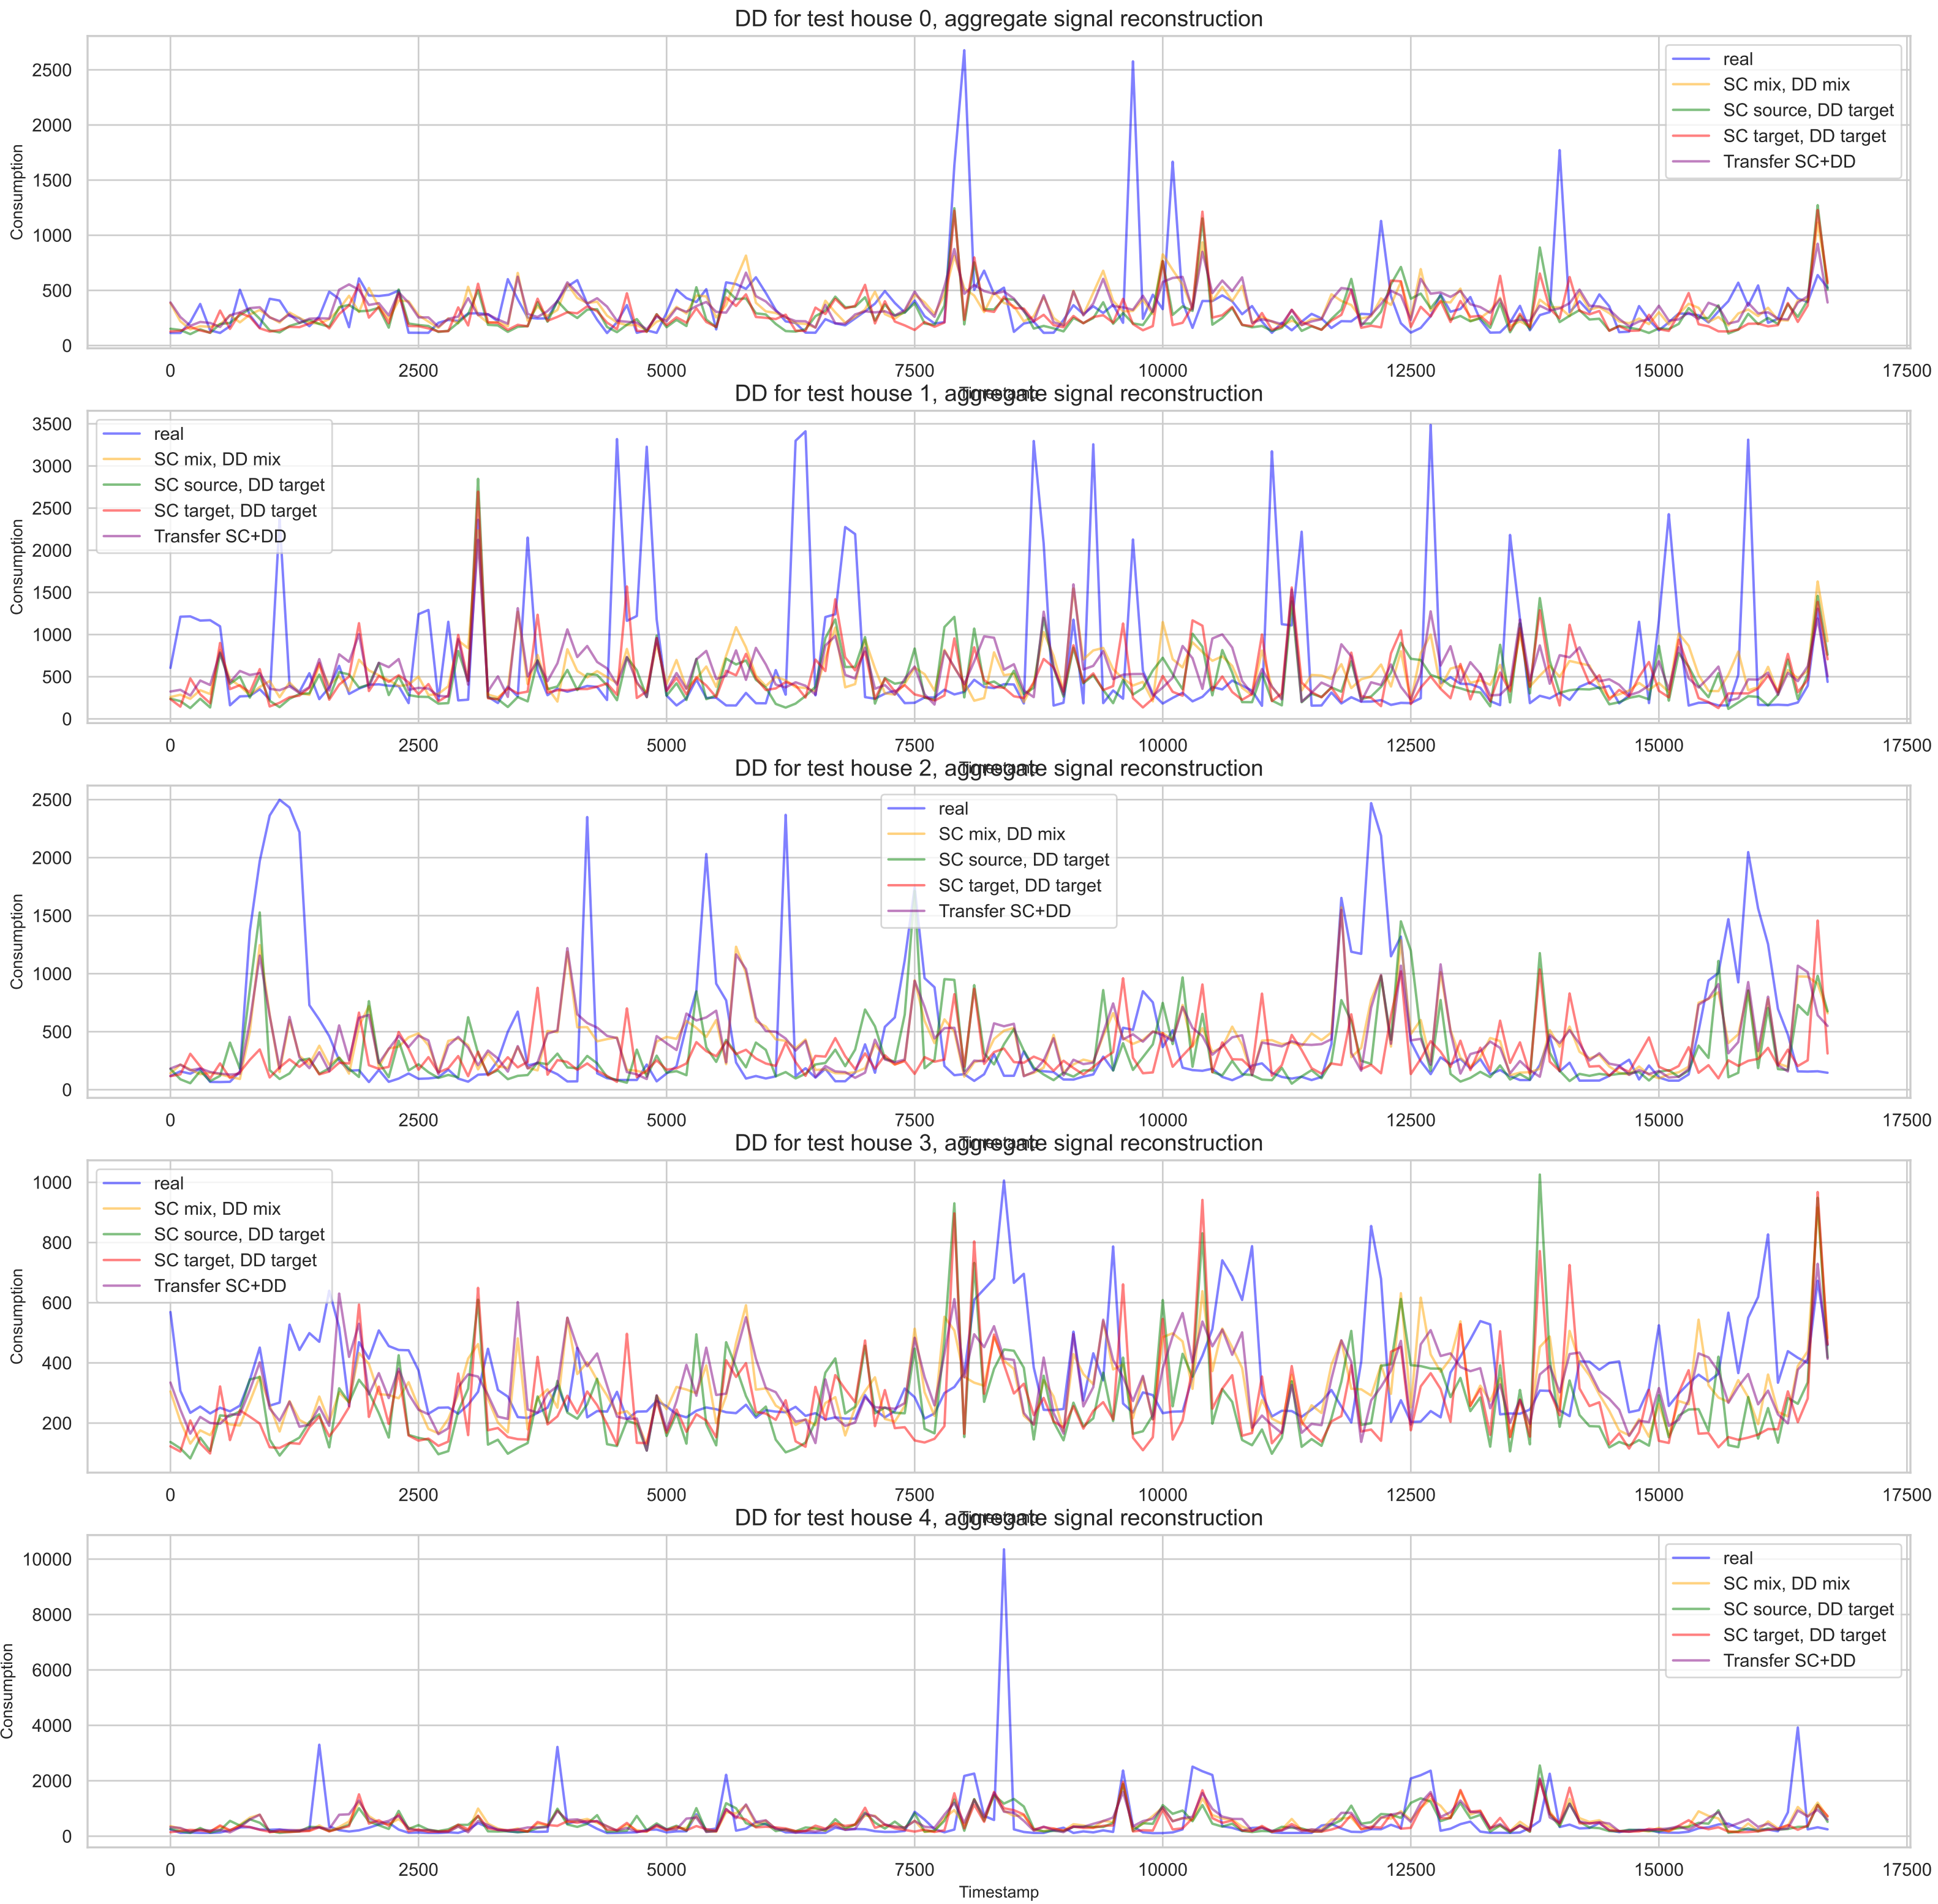 DD for test house 0, aggregate signal reconstruction
2500
2000
1500
1000
500
0
Consumption
real
SC mix, DD mix
SC source, DD target
SC target, DD target
Transfer SC+DD
0 2500 5000 7500 10000 12500 15000 17500
Timestamp
DD for test house 1, aggregate signal reconstruction
3500
3000
2500
2000
1500
1000
500
0
Consumption
real
SC mix, DD mix
SC source, DD target
SC target, DD target
Transfer SC+DD
0 2500 5000 7500 10000 12500 15000 17500
Timestamp
DD for test house 2, aggregate signal reconstruction
2500
2000
1500
1000
500
0
Consumption
real
SC mix, DD mix
SC source, DD target
SC target, DD target
Transfer SC+DD
0 2500 5000 7500 10000 12500 15000 17500
Timestamp
DD for test house 3, aggregate signal reconstruction
1000
800
600
400
200
Consumption
real
SC mix, DD mix
SC source, DD target
SC target, DD target
Transfer SC+DD
0 2500 5000 7500 10000 12500 15000 17500
Timestamp
DD for test house 4, aggregate signal reconstruction
10000
8000
6000
4000
2000
0
Consumption
real
SC mix, DD mix
SC source, DD target
SC target, DD target
Transfer SC+DD
0 2500 5000 7500 10000 12500 15000 17500
Timestamp